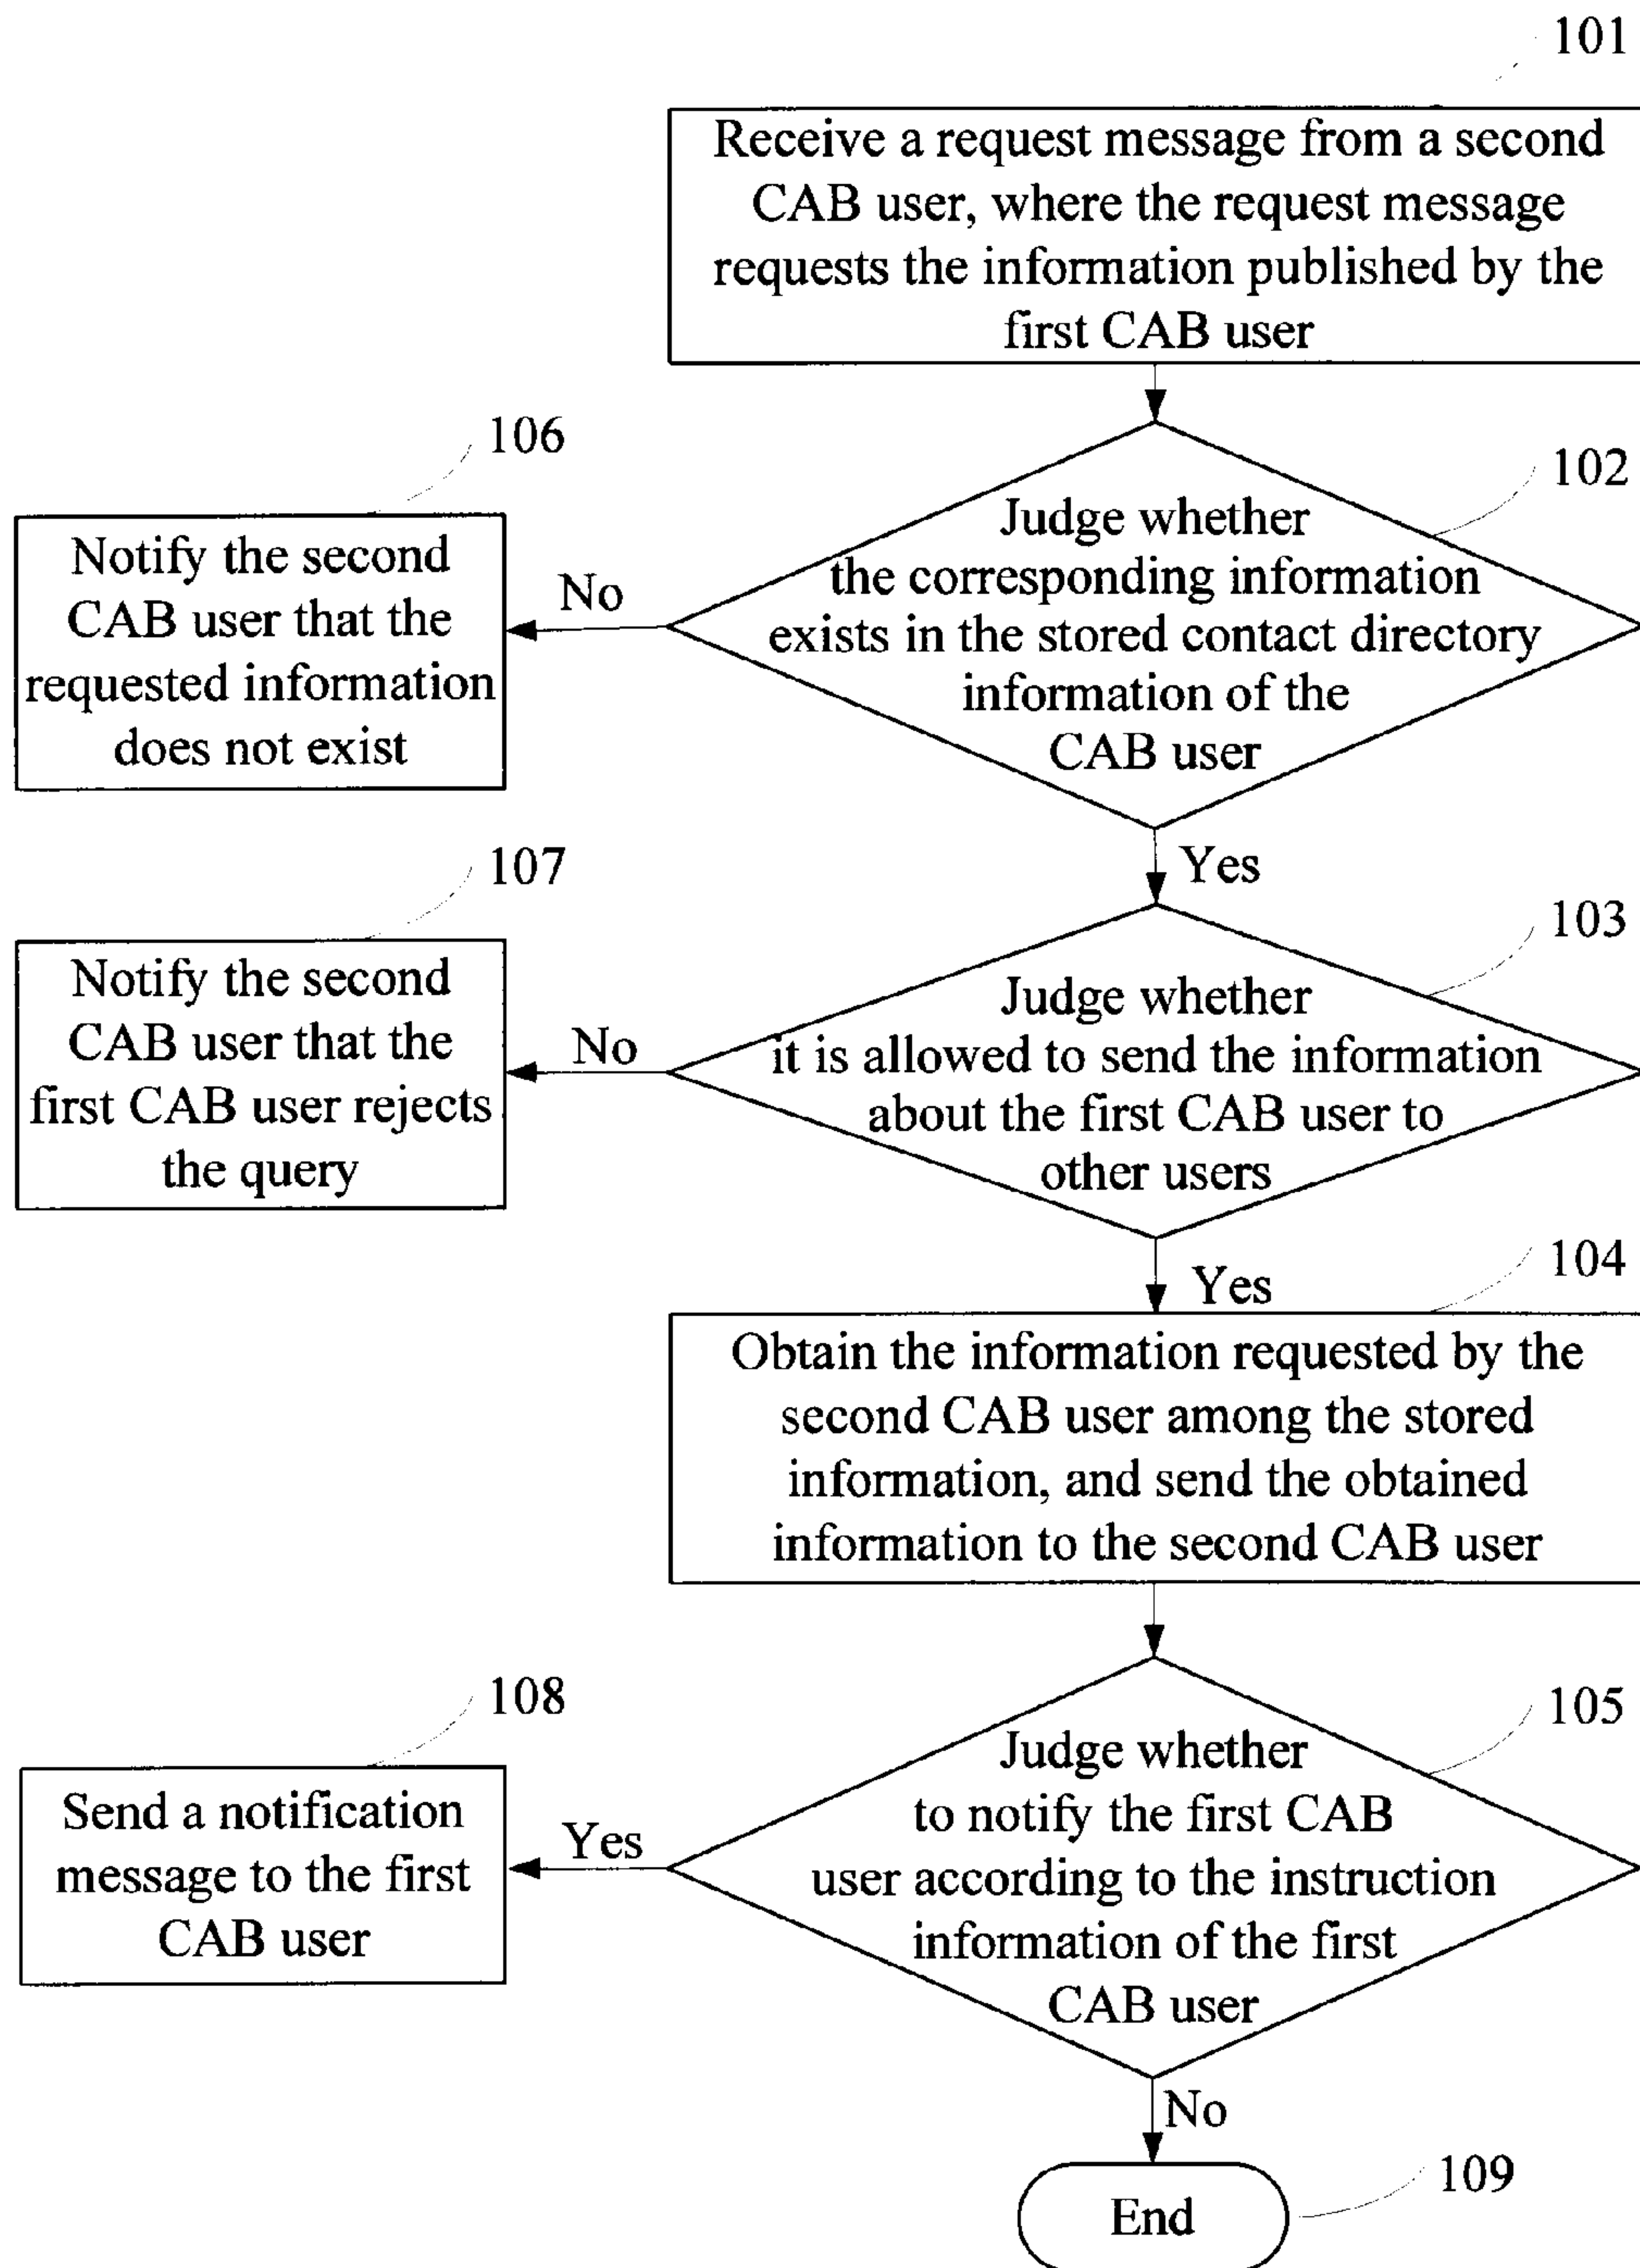 101
Receive a request message from a second
CAB user, where the request message
requests the information published by the
first CAB user
106
102
Judge whether
the corresponding information
exists in the stored contact directory
information of the
CAB user
No
Notify the second
CAB user that the
requested information
does not exist
Yes
107
103
Judge whether
it is allowed to send the information
about the first CAB user to
other users
No
Notify the second
CAB user that the
first CAB user rejects
the query
Yes
104
Obtain the information requested by the
second CAB user among the stored
information, and send the obtained
information to the second CAB user
108
105
Judge whether
to notify the first CAB
user according to the instruction
information of the first
CAB user
Yes
Send a notification
message to the first
CAB user
No
109
End